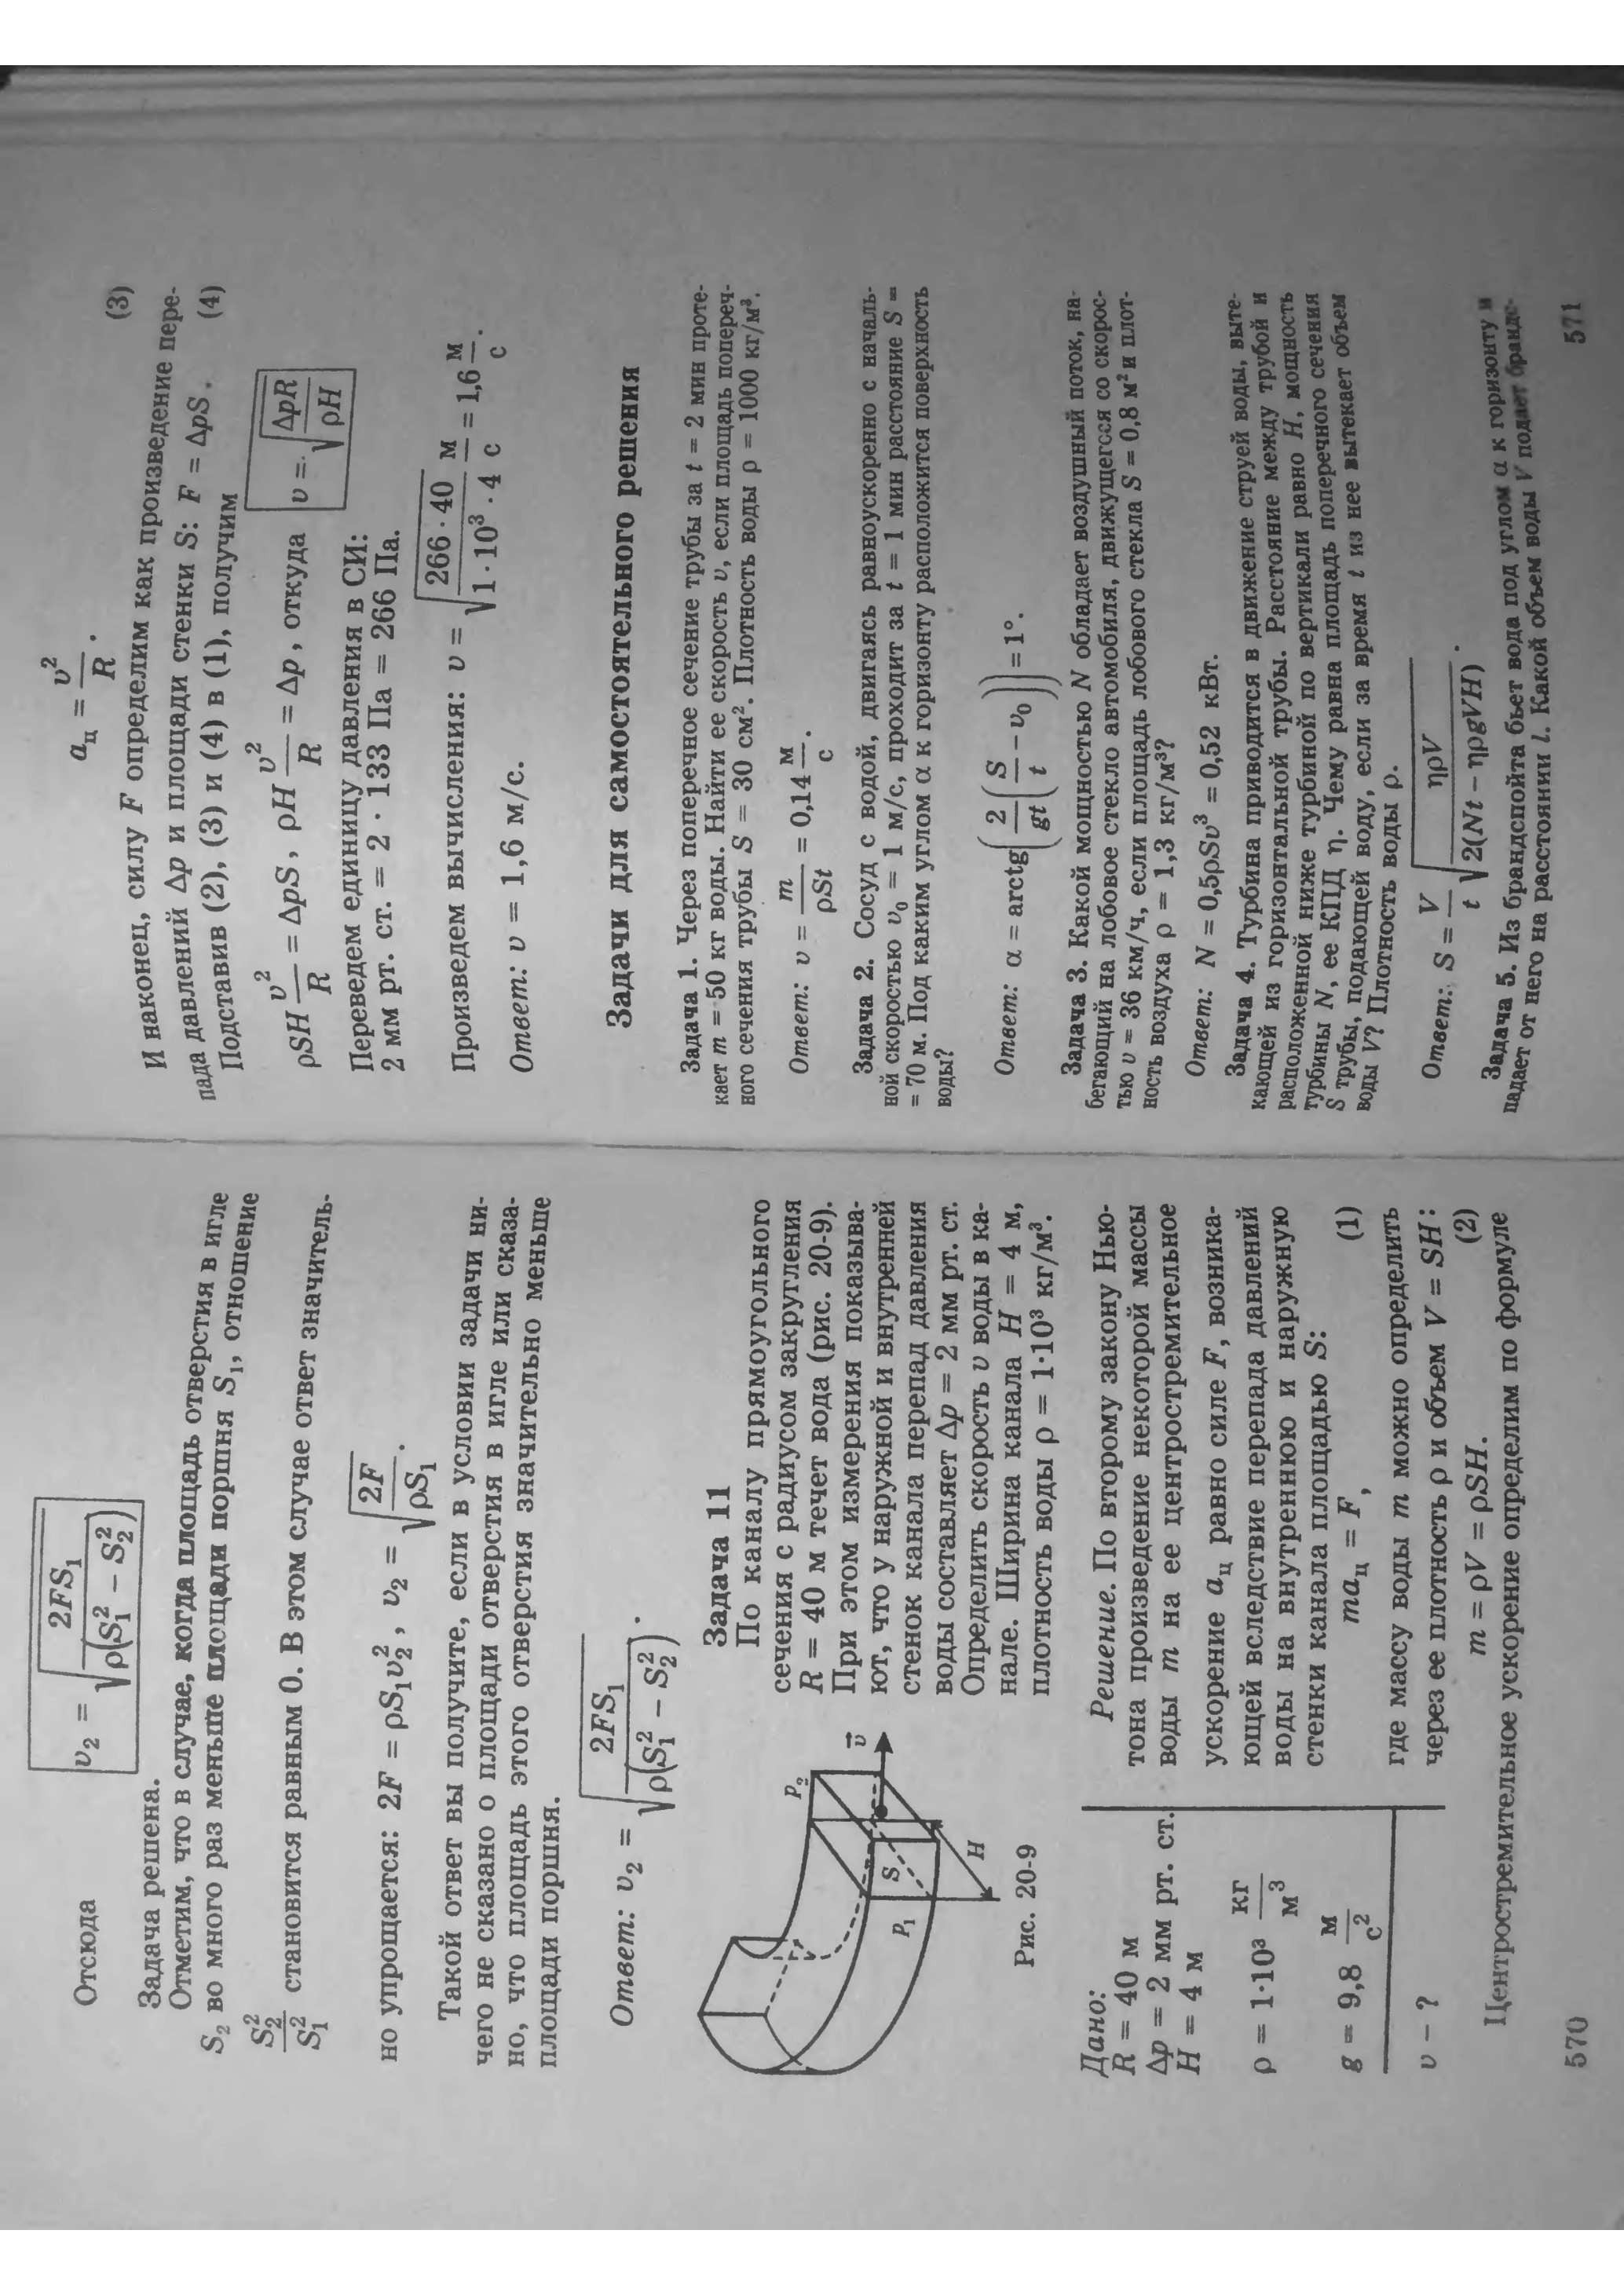 Отсюда v₂ = √(2FS₁ / ρ(S₁² − S₂²))
Задача решена.
Отметим, что в случае, когда площадь отверстия в игле
S₂ во много раз меньше площади поршня S₁, отношение
S₂²/S₁² становится равным 0. В этом случае ответ значитель-
но упрощается: 2F = ρS₁v₂², v₂ = √(2F / ρS₁).
Такой ответ вы получите, если в условии задачи ни-
чего не сказано о площади отверстия в игле или сказа-
но, что площадь этого отверстия значительно меньше
площади поршня.
Ответ: v₂ = √(2FS₁ / ρ(S₁² − S₂²)).
Задача 11
По каналу прямоугольного
сечения с радиусом закругления
R = 40 м течет вода (рис. 20-9).
При этом измерения показыва-
ют, что у наружной и внутренней
стенок канала перепад давления
воды составляет Δp = 2 мм рт. ст.
Определить скорость v воды в ка-
нале. Ширина канала H = 4 м,
плотность воды ρ = 1·10³ кг/м³.
p₂
v⃗
S
p₁
H
Рис. 20-9
Дано:
R = 40 м
Δp = 2 мм рт. ст.
H = 4 м
ρ = 1·10³ кг/м³
g = 9,8 м/с²
v − ?
Решение. По второму закону Нью-
тона произведение некоторой массы
воды m на ее центростремительное
ускорение aц равно силе F, возника-
ющей вследствие перепада давлений
воды на внутреннюю и наружную
стенки канала площадью S:
maц = F, (1)
где массу воды m можно определить
через ее плотность ρ и объем V = SH:
m = ρV = ρSH. (2)
Центростремительное ускорение определим по формуле
570
aц = v²/R. (3)
И наконец, силу F определим как произведение пере-
пада давлений Δp и площади стенки S: F = ΔpS. (4)
Подставив (2), (3) и (4) в (1), получим
ρSH v²/R = ΔpS, ρH v²/R = Δp, откуда v = √(ΔpR / ρH)
Переведем единицу давления в СИ:
2 мм рт. ст. = 2 · 133 Па = 266 Па.
Произведем вычисления: v = √(266 · 40 / 1 · 10³ · 4) м/с = 1,6 м/с.
Ответ: v = 1,6 м/с.
Задачи для самостоятельного решения
Задача 1. Через поперечное сечение трубы за t = 2 мин проте-
кает m = 50 кг воды. Найти ее скорость v, если площадь попереч-
ного сечения трубы S = 30 см². Плотность воды ρ = 1000 кг/м³.
Ответ: v = m/ρSt = 0,14 м/с.
Задача 2. Сосуд с водой, двигаясь равноускоренно с началь-
ной скоростью v₀ = 1 м/с, проходит за t = 1 мин расстояние S =
= 70 м. Под каким углом α к горизонту расположится поверхность
воды?
Ответ: α = arctg(2/gt (S/t − v₀)) = 1°.
Задача 3. Какой мощностью N обладает воздушный поток, на-
бегающий на лобовое стекло автомобиля, движущегося со скорос-
тью v = 36 км/ч, если площадь лобового стекла S = 0,8 м² и плот-
ность воздуха ρ = 1,3 кг/м³?
Ответ: N = 0,5ρSv³ = 0,52 кВт.
Задача 4. Турбина приводится в движение струей воды, выте-
кающей из горизонтальной трубы. Расстояние между трубой и
расположенной ниже турбиной по вертикали равно H, мощность
турбины N, ее КПД η. Чему равна площадь поперечного сечения
S трубы, подающей воду, если за время t из нее вытекает объем
воды V? Плотность воды ρ.
Ответ: S = V/t √(ηρV / 2(Nt − ηρgVH)).
Задача 5. Из брандспойта бьет вода под углом α к горизонту и
падает от него на расстоянии l. Какой объем воды V подает брандс-
571